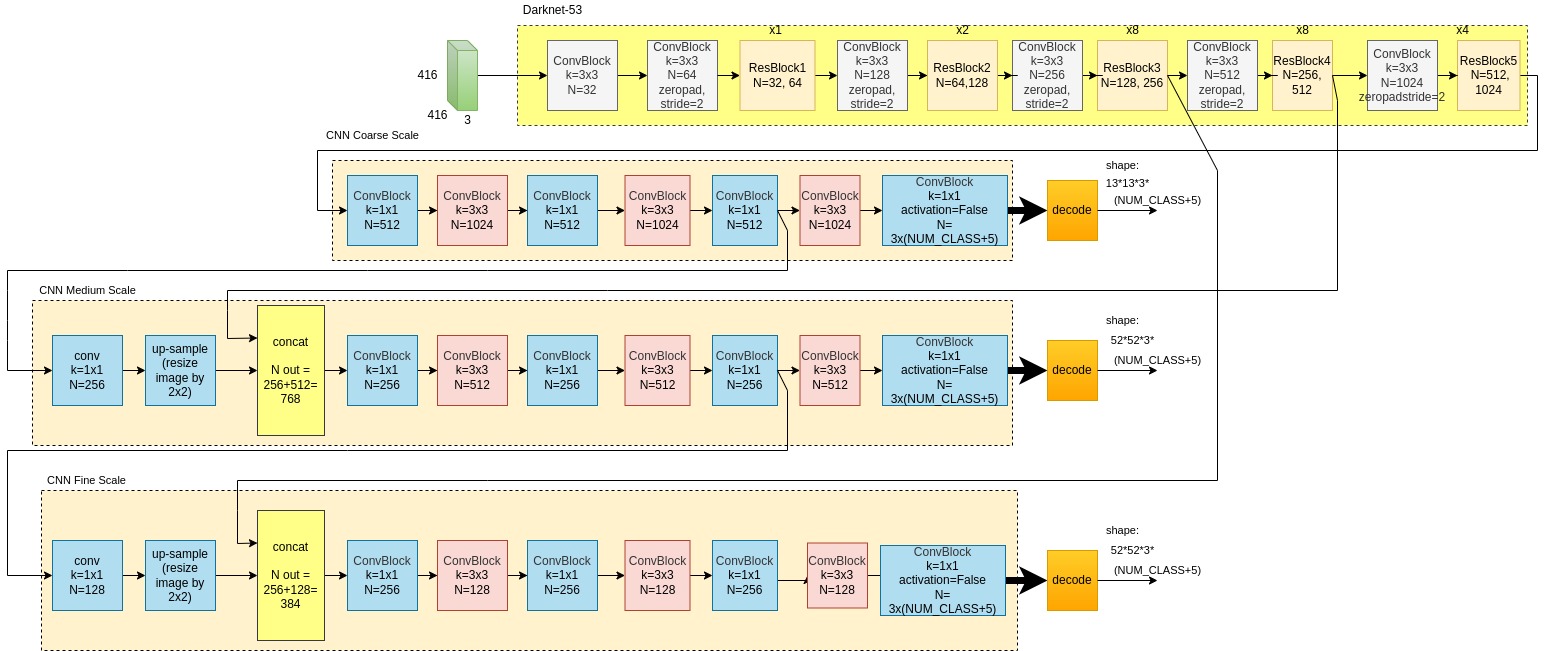 Darknet-53
x1
x2
x8
x8
x4
416
416
3
ConvBlock
k=3x3
N=32
ConvBlock
k=3x3
N=64
zeropad,
stride=2
ResBlock1
N=32, 64
ConvBlock
k=3x3
N=128
zeropad,
stride=2
ResBlock2
N=64,128
ConvBlock
k=3x3
N=256
zeropad,
stride=2
ResBlock3
N=128, 256
ConvBlock
k=3x3
N=512
zeropad,
stride=2
ResBlock4
N=256,
512
ConvBlock
k=3x3
N=1024
zeropadstride=2
ResBlock5
N=512,
1024
CNN Coarse Scale
ConvBlock
k=1x1
N=512
ConvBlock
k=3x3
N=1024
ConvBlock
k=1x1
N=512
ConvBlock
k=3x3
N=1024
ConvBlock
k=1x1
N=512
ConvBlock
k=3x3
N=1024
ConvBlock
k=1x1
activation=False
N=
3x(NUM_CLASS+5)
decode
shape:
13*13*3*
(NUM_CLASS+5)
CNN Medium Scale
conv
k=1x1
N=256
up-sample
(resize
image by
2x2)
concat
N out =
256+512=
768
ConvBlock
k=1x1
N=256
ConvBlock
k=3x3
N=512
ConvBlock
k=1x1
N=256
ConvBlock
k=3x3
N=512
ConvBlock
k=1x1
N=256
ConvBlock
k=3x3
N=512
ConvBlock
k=1x1
activation=False
N=
3x(NUM_CLASS+5)
decode
shape:
52*52*3*
(NUM_CLASS+5)
CNN Fine Scale
conv
k=1x1
N=128
up-sample
(resize
image by
2x2)
concat
N out =
256+128=
384
ConvBlock
k=1x1
N=256
ConvBlock
k=3x3
N=128
ConvBlock
k=1x1
N=256
ConvBlock
k=3x3
N=128
ConvBlock
k=1x1
N=256
ConvBlock
k=3x3
N=128
ConvBlock
k=1x1
activation=False
N=
3x(NUM_CLASS+5)
decode
shape:
52*52*3*
(NUM_CLASS+5)